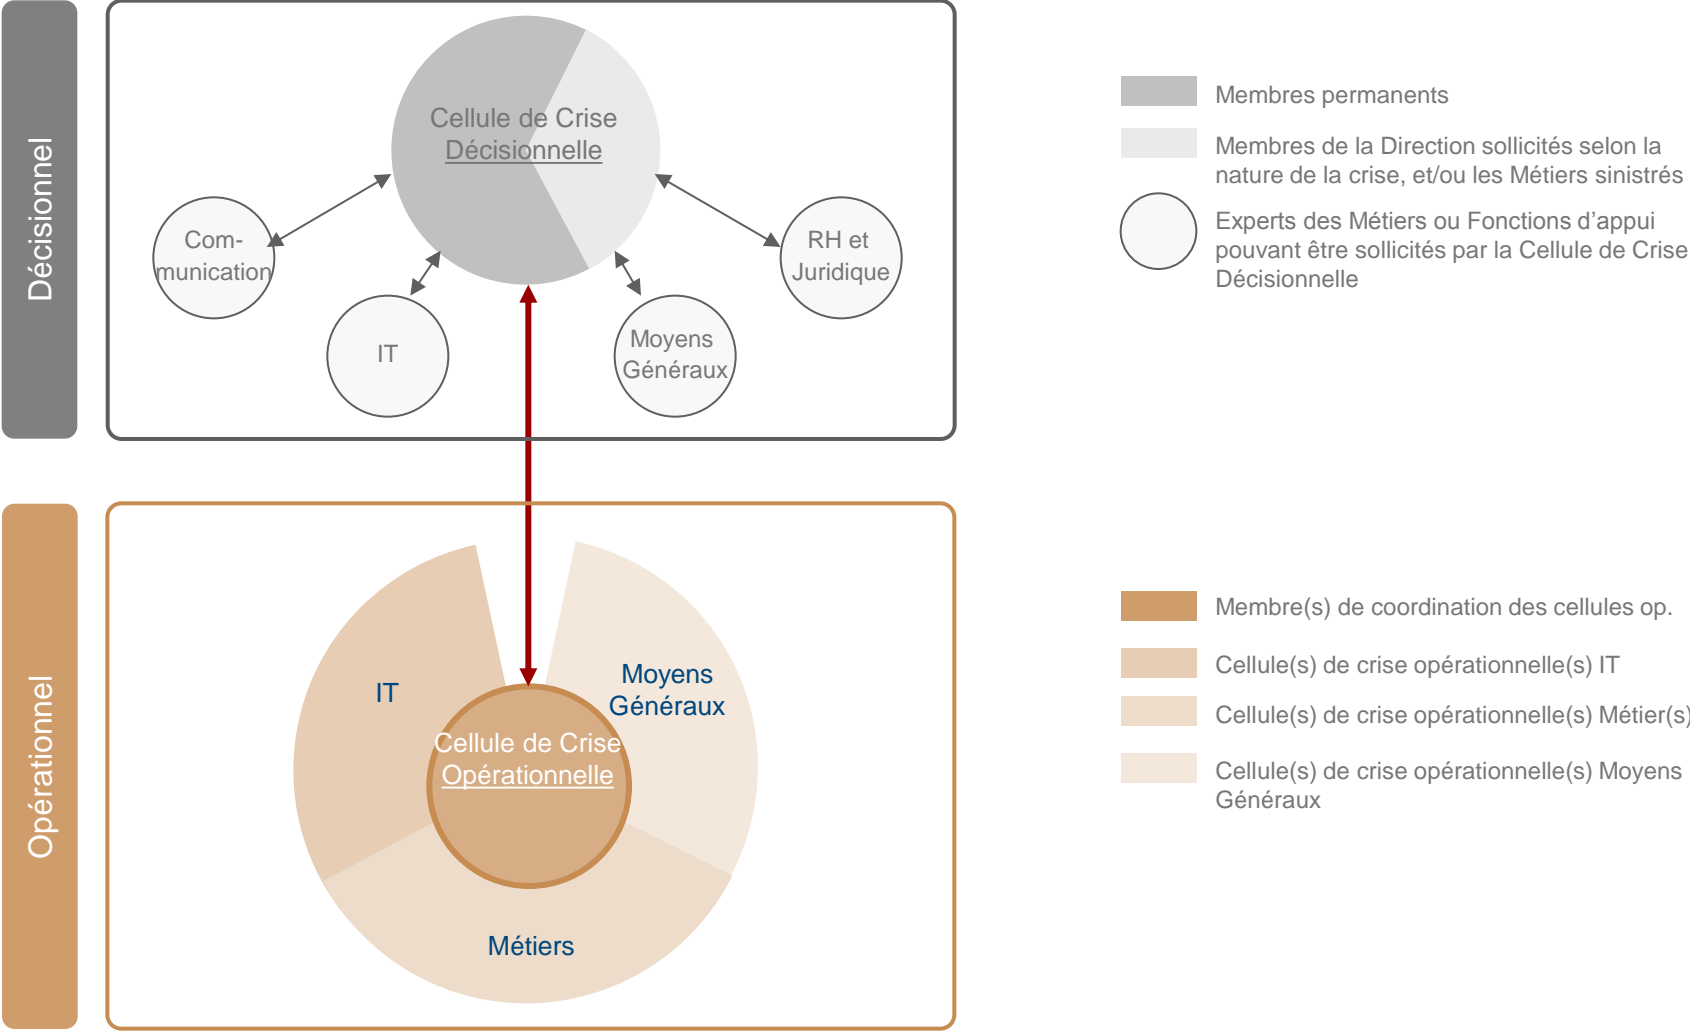 Décisionnel
Cellule de Crise
Décisionnelle
Com-
munication
IT
Moyens
Généraux
RH et
Juridique
Membres permanents
Membres de la Direction sollicités selon la
nature de la crise, et/ou les Métiers sinistrés
Experts des Métiers ou Fonctions d’appui
pouvant être sollicités par la Cellule de Crise
Décisionnelle
Opérationnel
IT
Moyens
Généraux
Cellule de Crise
Opérationnelle
Métiers
Membre(s) de coordination des cellules op.
Cellule(s) de crise opérationnelle(s) IT
Cellule(s) de crise opérationnelle(s) Métier(s)
Cellule(s) de crise opérationnelle(s) Moyens
Généraux